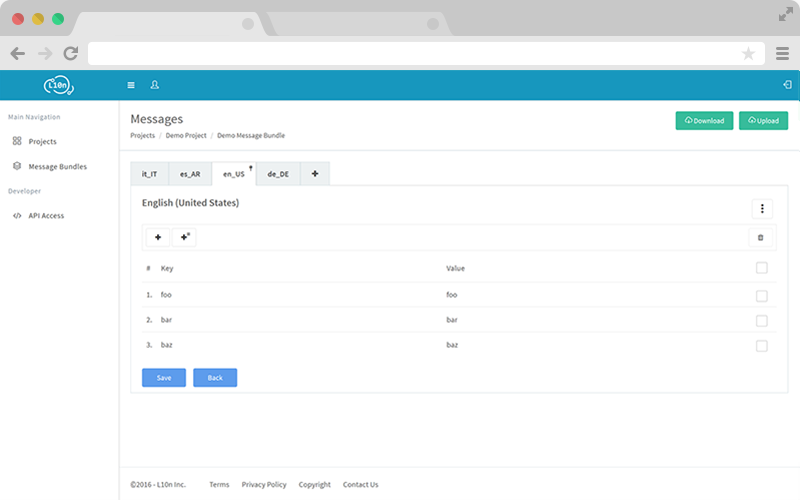 L10n
Main Navigation
Projects
Message Bundles
Developer
API Access
Messages
Projects / Demo Project / Demo Message Bundle
Download
Upload
it_IT es_AR en_US de_DE
English (United States)
# Key Value
1. foo foo
2. bar bar
3. baz baz
Save Back
©2016 - L10n Inc. Terms Privacy Policy Copyright Contact Us